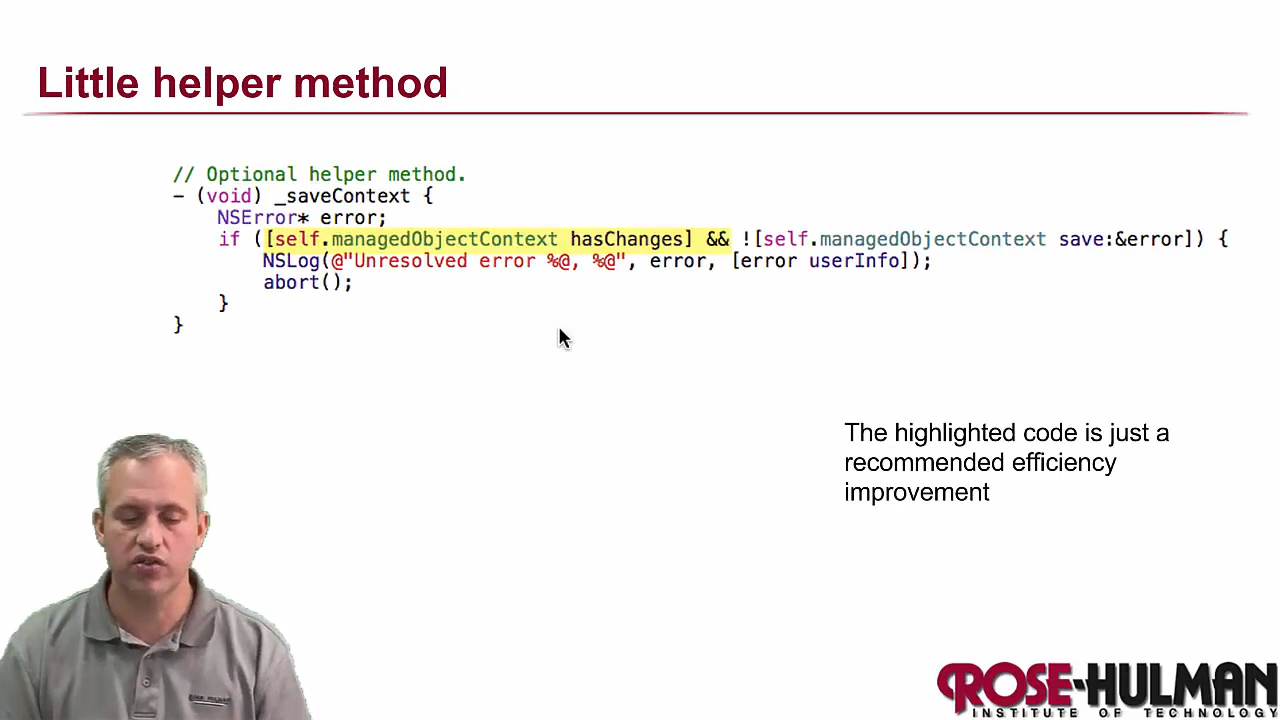 Little helper method
// Optional helper method.
- (void) _saveContext {
NSError* error;
if ([self.managedObjectContext hasChanges] && ![self.managedObjectContext save:&error]) {
NSLog(@"Unresolved error %@, %@", error, [error userInfo]);
abort();
}
}
The highlighted code is just a
recommended efficiency
improvement
ROSE-HULMAN
INSTITUTE OF TECHNOLOGY